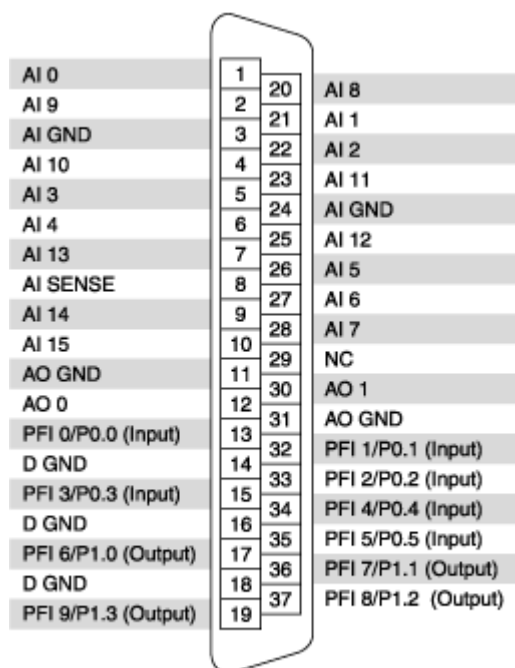 AI 0 1
20 AI 8
AI 9 2
21 AI 1
AI GND 3
22 AI 2
AI 10 4
23 AI 11
AI 3 5
24 AI GND
AI 4 6
25 AI 12
AI 13 7
26 AI 5
AI SENSE 8
27 AI 6
AI 14 9
28 AI 7
AI 15 10
29 NC
AO GND 11
30 AO 1
AO 0 12
31 AO GND
PFI 0/P0.0 (Input) 13
32 PFI 1/P0.1 (Input)
D GND 14
33 PFI 2/P0.2 (Input)
PFI 3/P0.3 (Input) 15
34 PFI 4/P0.4 (Input)
D GND 16
35 PFI 5/P0.5 (Input)
PFI 6/P1.0 (Output) 17
36 PFI 7/P1.1 (Output)
D GND 18
37 PFI 8/P1.2 (Output)
PFI 9/P1.3 (Output) 19